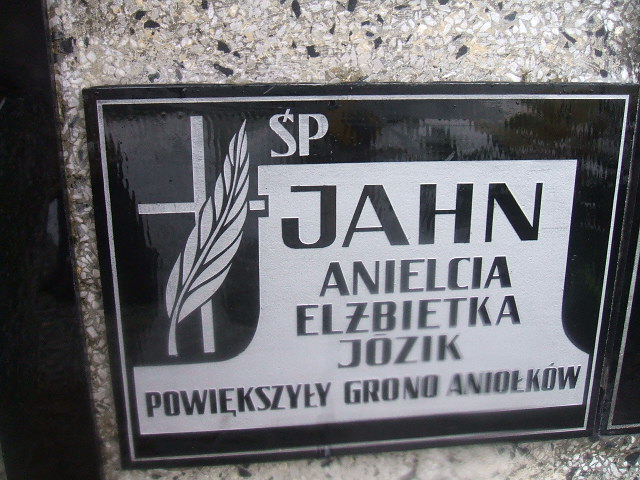 ŚP
JAHN
ANIELCIA
ELŻBIETKA
JÓZIK
POWIĘKSZYŁY GRONO ANIOŁKÓW